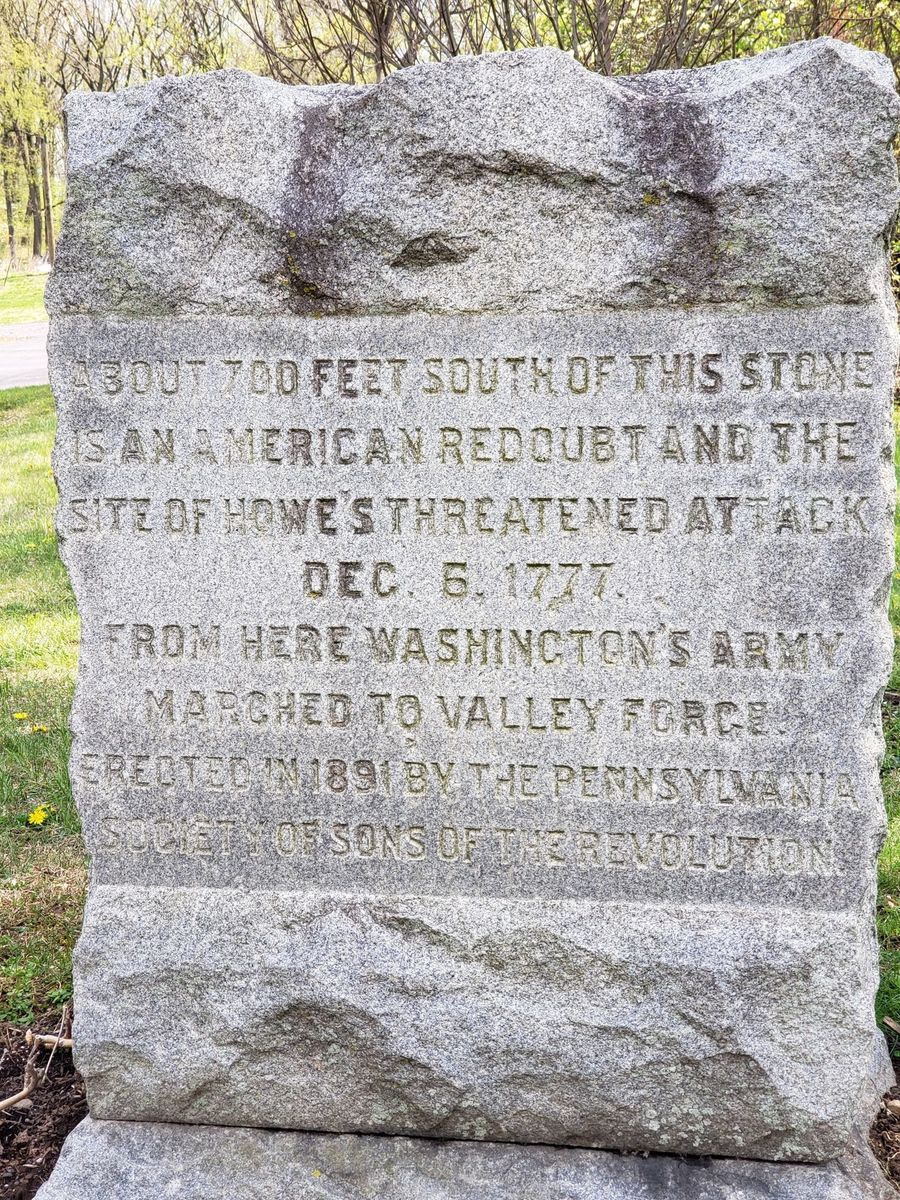 ABOUT 700 FEET SOUTH OF THIS STONE
IS AN AMERICAN REDOUBT AND THE
SITE OF HOWE'S THREATENED ATTACK
DEC. 6. 1777.
FROM HERE WASHINGTON'S ARMY
MARCHED TO VALLEY FORGE.
ERECTED IN 1891 BY THE PENNSYLVANIA
SOCIETY OF SONS OF THE REVOLUTION